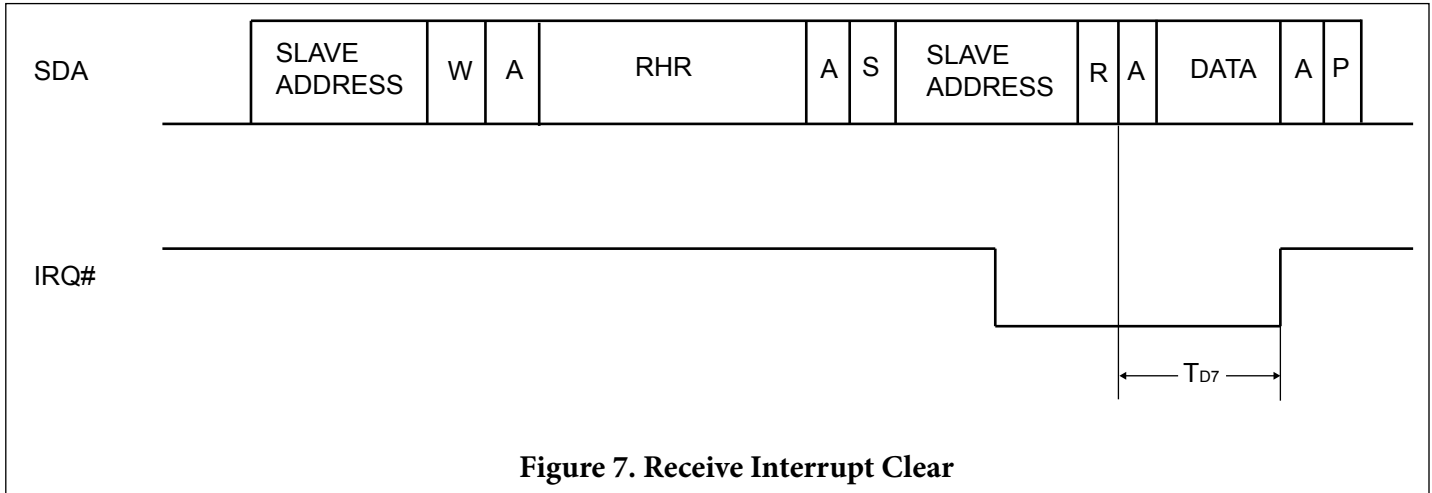 SDA
SLAVE
ADDRESS
W
A
RHR
A
S
SLAVE
ADDRESS
R
A
DATA
A
P
IRQ#
TD7
Figure 7. Receive Interrupt Clear